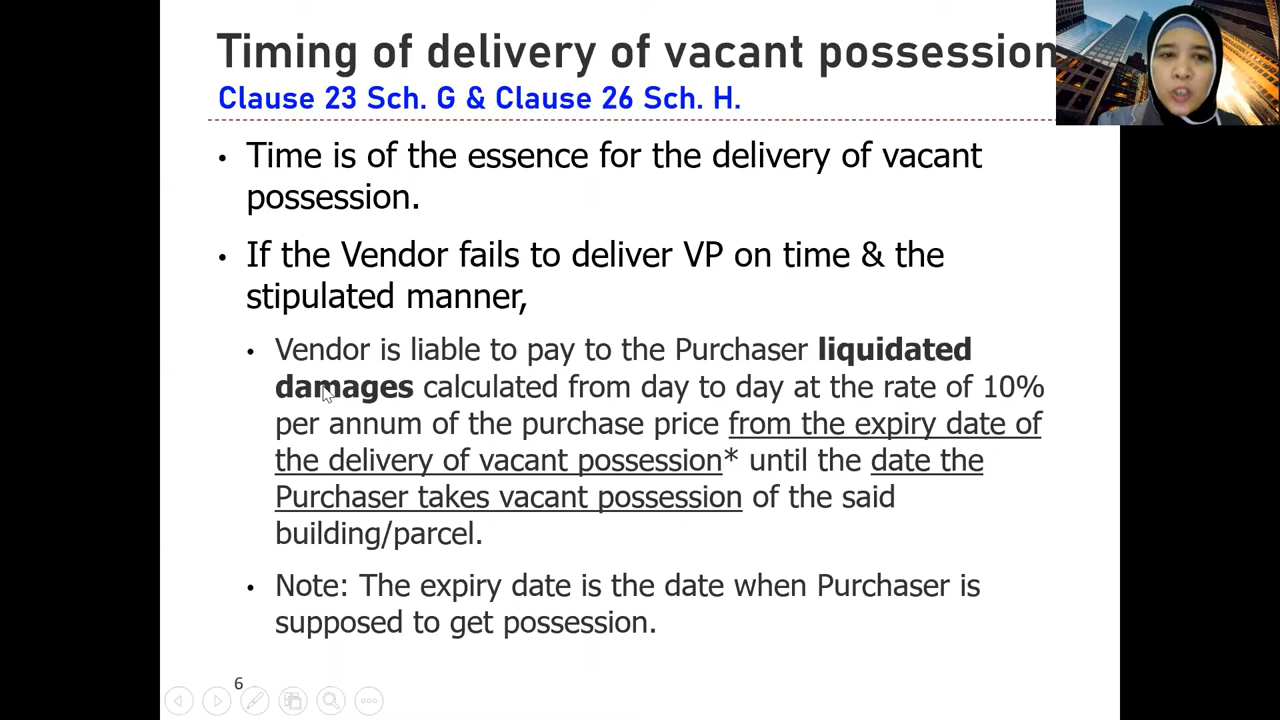 Timing of delivery of vacant possession
Clause 23 Sch. G & Clause 26 Sch. H.
• Time is of the essence for the delivery of vacant
possession.
• If the Vendor fails to deliver VP on time & the
stipulated manner,
• Vendor is liable to pay to the Purchaser liquidated
damages calculated from day to day at the rate of 10%
per annum of the purchase price from the expiry date of
the delivery of vacant possession* until the date the
Purchaser takes vacant possession of the said
building/parcel.
• Note: The expiry date is the date when Purchaser is
supposed to get possession.
6